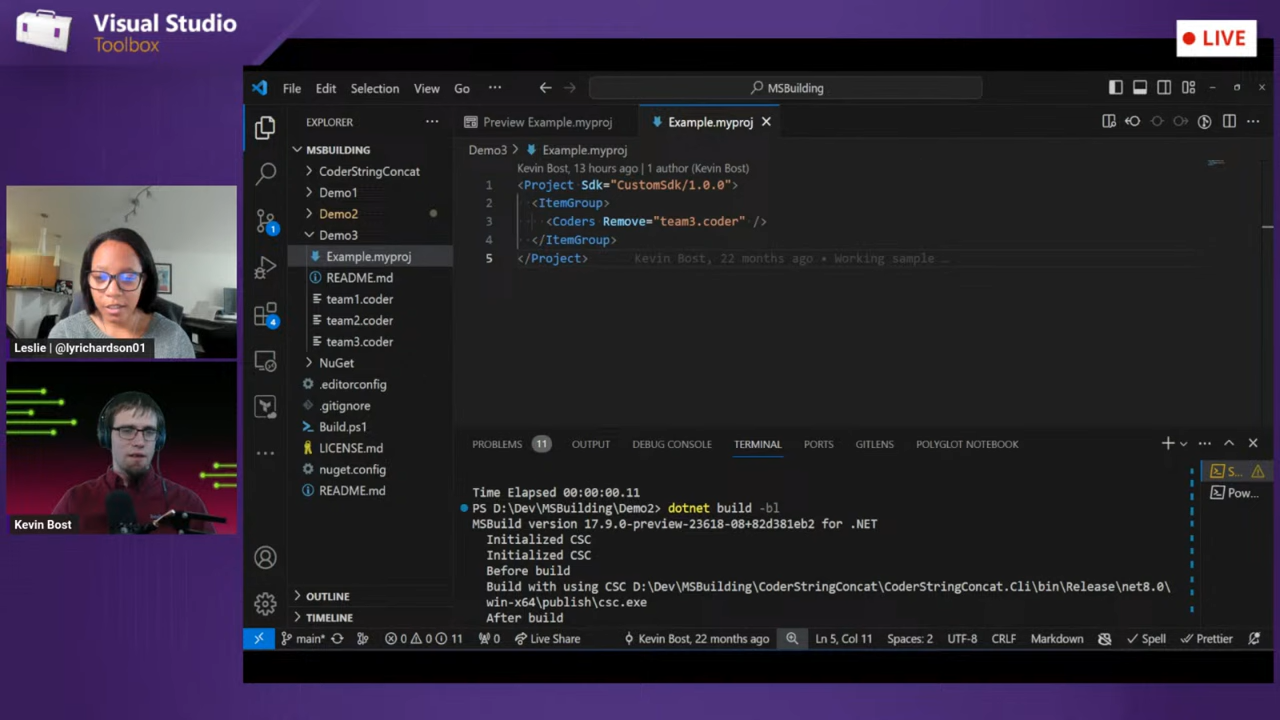 Visual Studio
Toolbox
LIVE
File Edit Selection View Go ··· MSBuilding
EXPLORER ···
MSBUILDING
CoderStringConcat
Demo1
Demo2
Demo3
Example.myproj
README.md
team1.coder
team2.coder
team3.coder
NuGet
.editorconfig
.gitignore
Build.ps1
LICENSE.md
nuget.config
README.md
OUTLINE
TIMELINE
1
4
Preview Example.myproj Example.myproj
Demo3 > Example.myproj
Kevin Bost, 13 hours ago | 1 author (Kevin Bost)
1 <Project Sdk="CustomSdk/1.0.0">
2 <ItemGroup>
3 <Coders Remove="team3.coder" />
4 </ItemGroup>
5 </Project> Kevin Bost, 22 months ago • Working sample …
PROBLEMS 11 OUTPUT DEBUG CONSOLE TERMINAL PORTS GITLENS POLYGLOT NOTEBOOK
Time Elapsed 00:00:00.11
PS D:\Dev\MSBuilding\Demo2> dotnet build -bl
MSBuild version 17.9.0-preview-23618-08+82d381eb2 for .NET
Initialized CSC
Initialized CSC
Before build
Build with using CSC D:\Dev\MSBuilding\CoderStringConcat\CoderStringConcat.Cli\bin\Release\net8.0\
win-x64\publish\csc.exe
After build
S...
Pow...
main* 0 0 11 0 Live Share Kevin Bost, 22 months ago Ln 5, Col 11 Spaces: 2 UTF-8 CRLF Markdown Spell Prettier
Leslie | @lyrichardson01
Kevin Bost